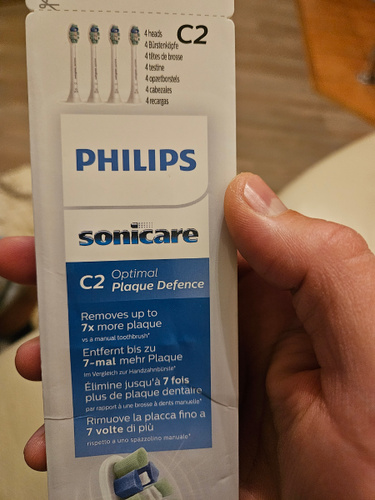 4 heads
C2
4 Bürstenköpfe
4 têtes de brosse
4 testine
4 opzetborstels
4 cabezales
4 recargas
PHILIPS
sonicare
C2 Optimal
Plaque Defence
Removes up to
7x more plaque
vs a manual toothbrush*
Entfernt bis zu
7-mal mehr Plaque
im Vergleich zur Handzahnbürste*
Élimine jusqu'à 7 fois
plus de plaque dentaire
par rapport à une brosse à dents manuelle*
Rimuove la placca fino a
7 volte di più
rispetto a uno spazzolino manuale*